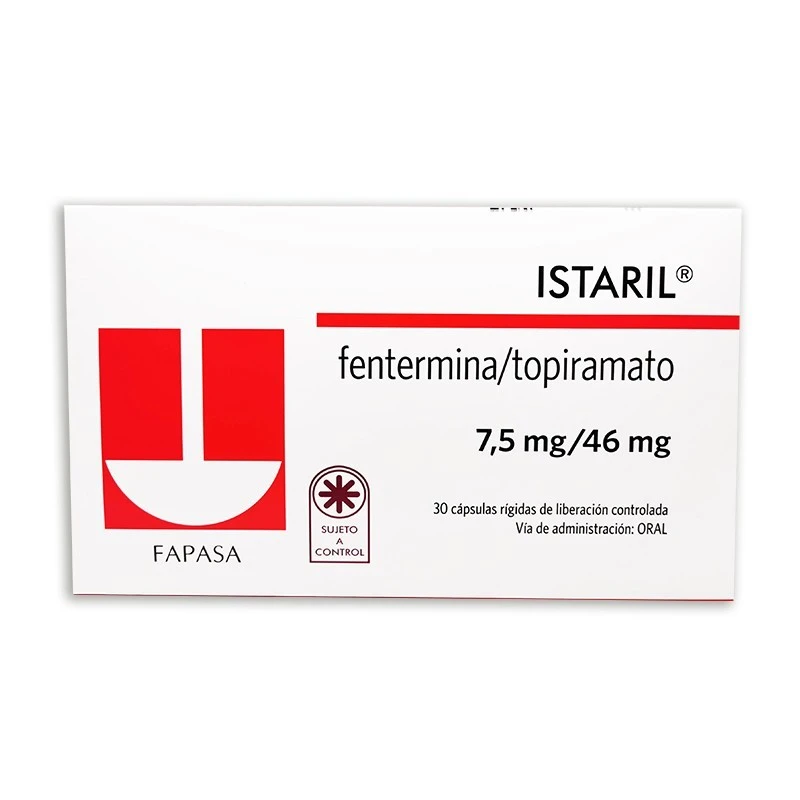 ISTARIL®
fentermina/topiramato
7,5 mg/46 mg
30 cápsulas rígidas de liberación controlada
Vía de administración: ORAL
SUJETO
A
CONTROL
FAPASA